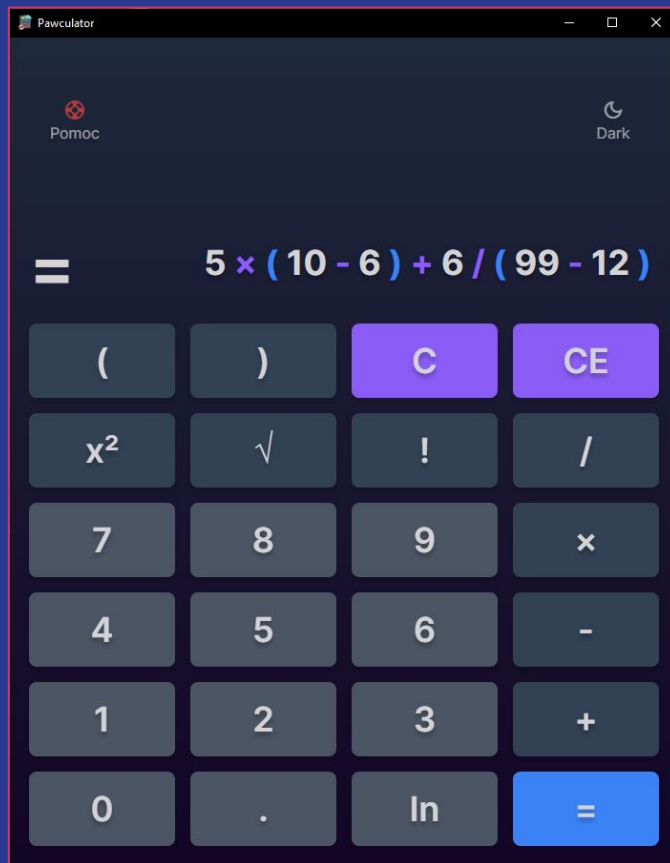 Pawculator
Pomoc Dark
= 5 × ( 10 - 6 ) + 6 / ( 99 - 12 )
( ) C CE
x² √ ! /
7 8 9 ×
4 5 6 -
1 2 3 +
0 . ln =